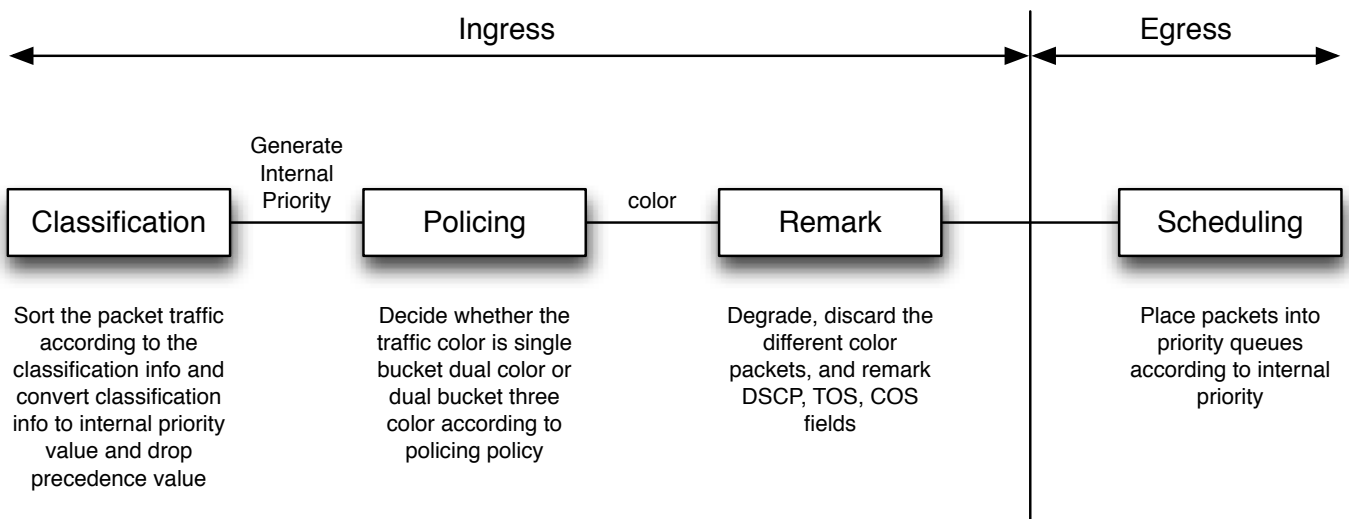 Ingress
Egress
Generate
Internal
Priority
color
Classification
Policing
Remark
Scheduling
Sort the packet traffic
according to the
classification info and
convert classification
info to internal priority
value and drop
precedence value
Decide whether the
traffic color is single
bucket dual color or
dual bucket three
color according to
policing policy
Degrade, discard the
different color
packets, and remark
DSCP, TOS, COS
fields
Place packets into
priority queues
according to internal
priority